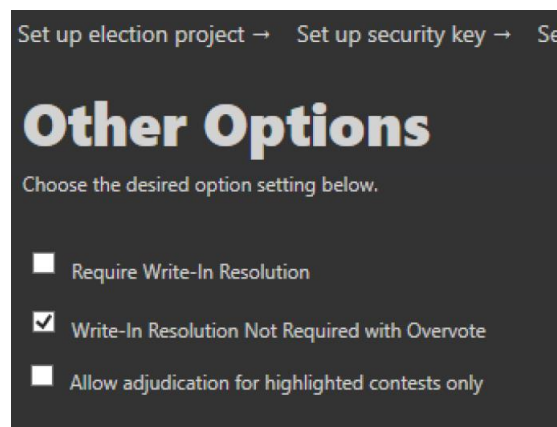 Set up election project → Set up security key → Se
Other Options
Choose the desired option setting below.
Require Write-In Resolution
Write-In Resolution Not Required with Overvote
Allow adjudication for highlighted contests only